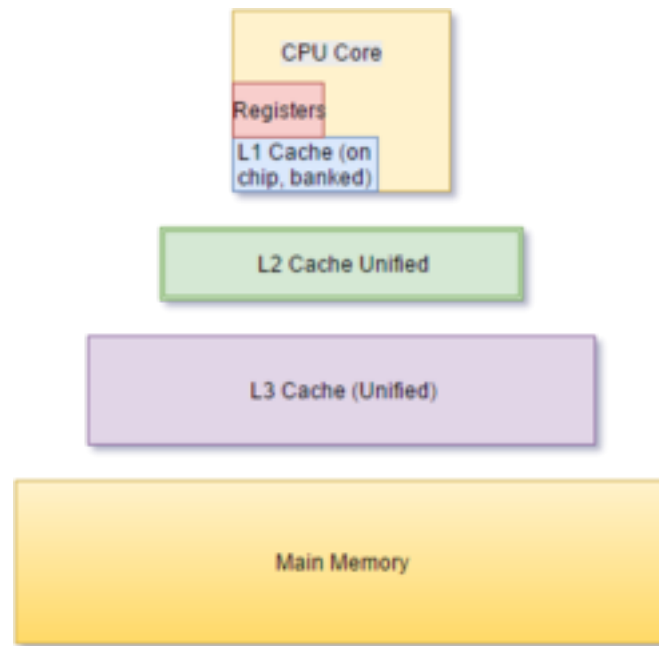 CPU Core
Registers
L1 Cache (on
chip, banked)
L2 Cache Unified
L3 Cache (Unified)
Main Memory